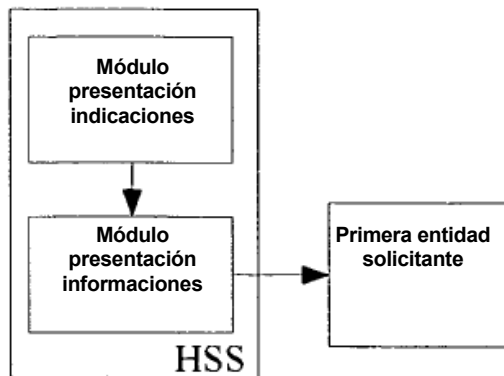 Módulo
presentación
indicaciones
Módulo
presentación
informaciones
Primera entidad
solicitante
HSS